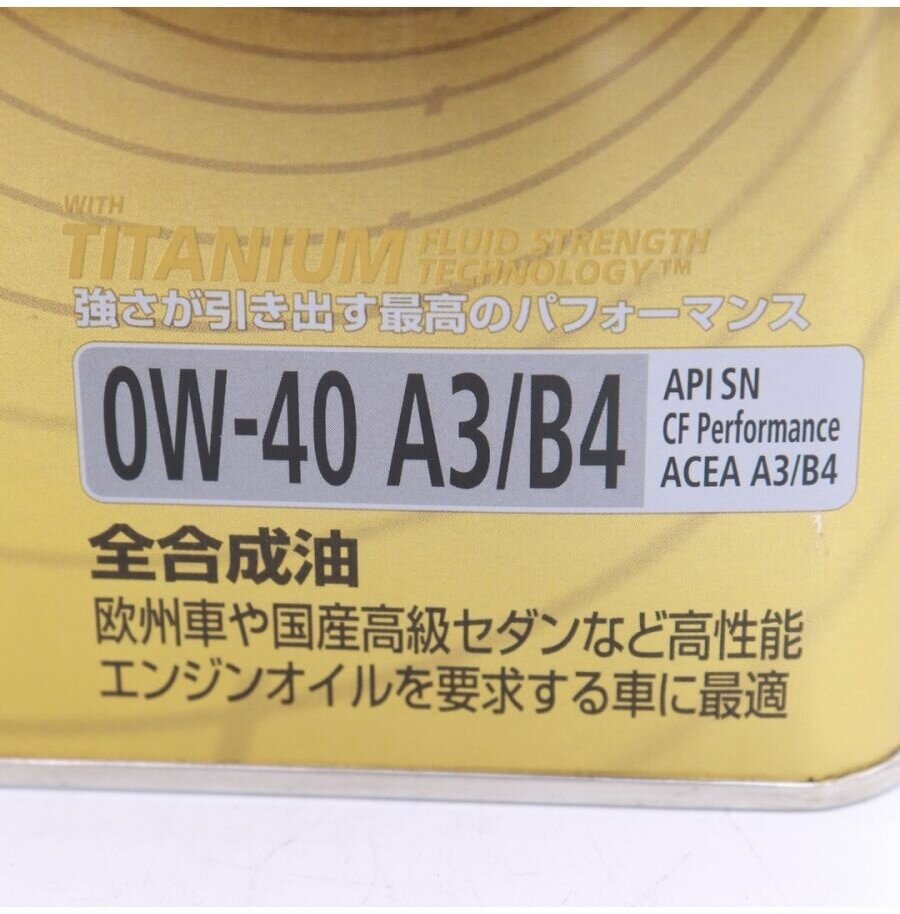 WITH
TITANIUM FLUID STRENGTH
TECHNOLOGY™
強さが引き出す最高のパフォーマンス
0W-40 A3/B4
API SN
CF Performance
ACEA A3/B4
全合成油
欧州車や国産高級セダンなど高性能
エンジンオイルを要求する車に最適